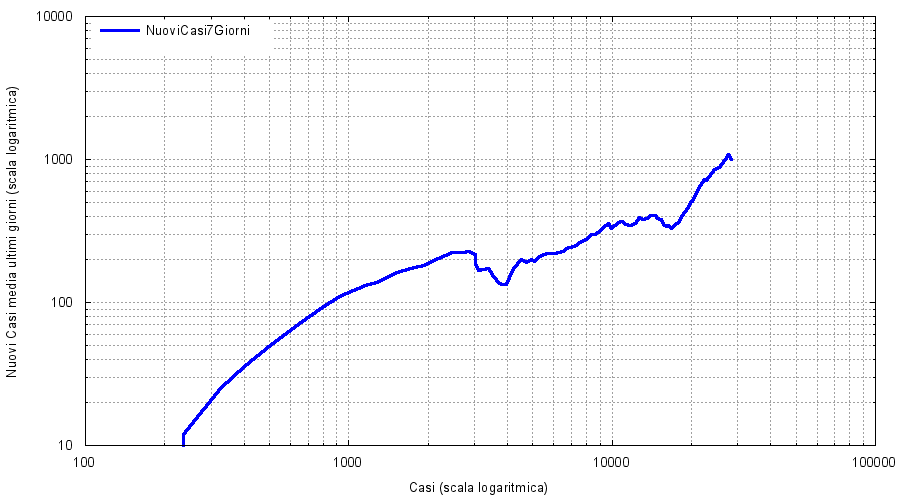 10000
NuoviCasi7Giorni
1000
100
10
Nuovi Casi media ultimi giorni (scala logaritmica)
100 1000 10000 100000
Casi (scala logaritmica)